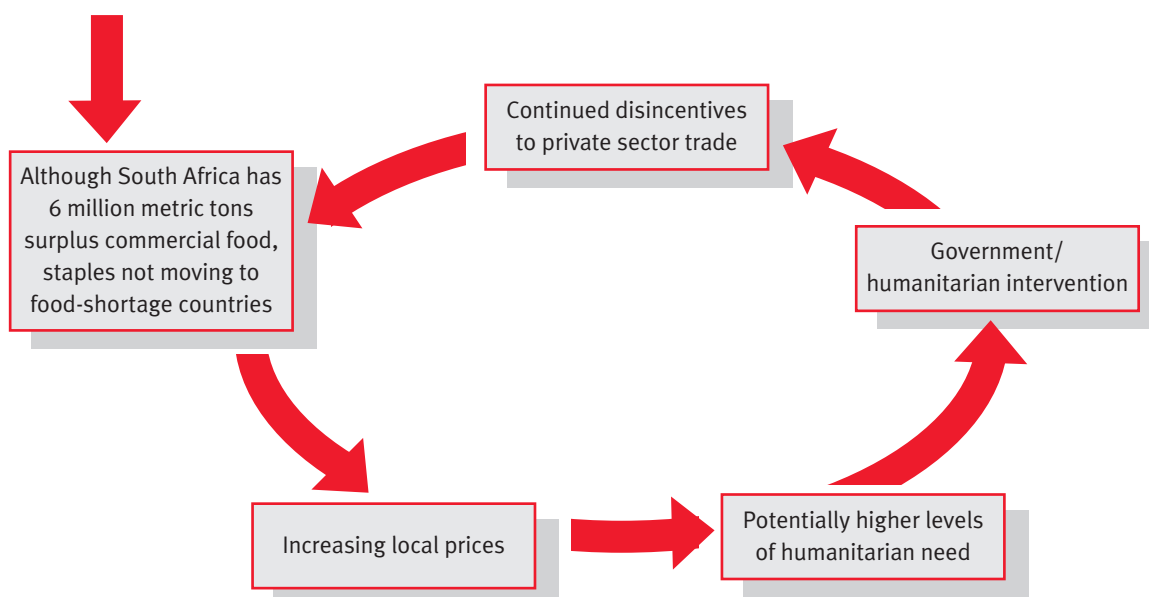 Although South Africa has
6 million metric tons
surplus commercial food,
staples not moving to
food-shortage countries
Increasing local prices
Potentially higher levels
of humanitarian need
Government/
humanitarian intervention
Continued disincentives
to private sector trade